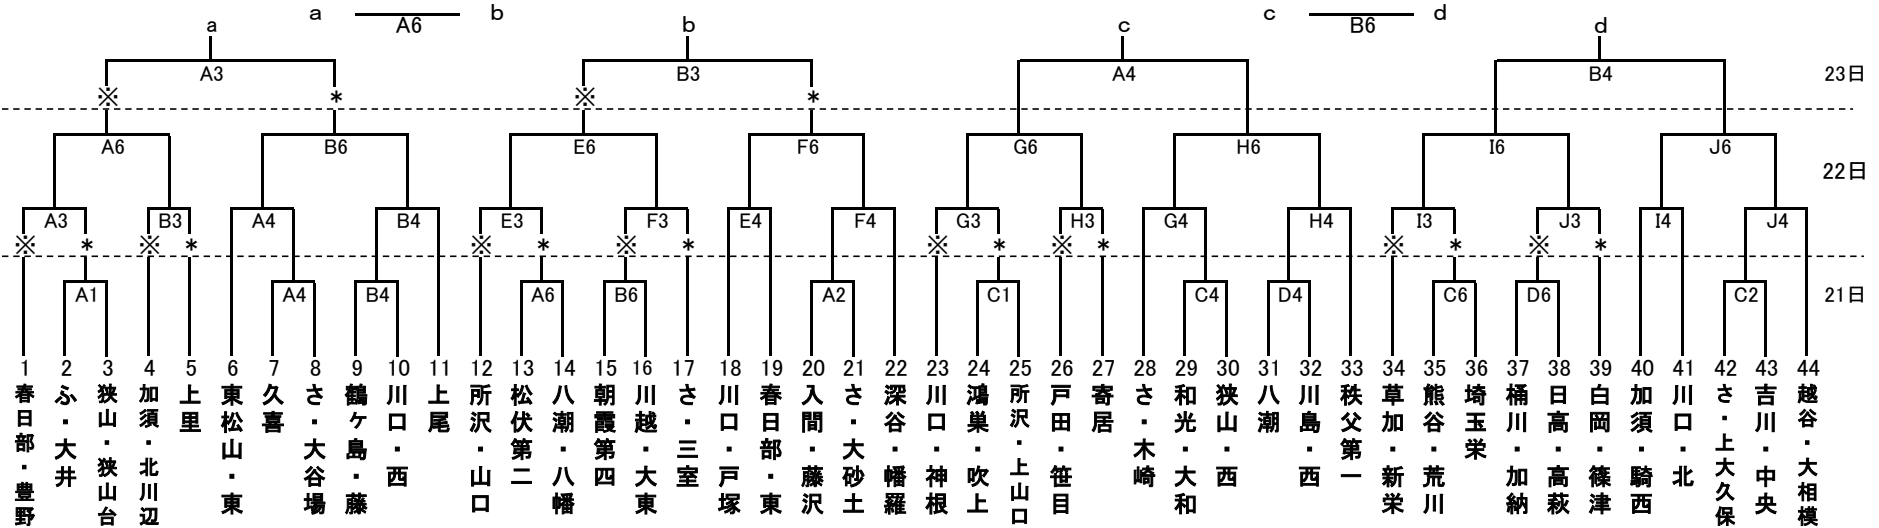 a A6 b c B6 d
a b c d
A3 B3 A4 B4 23日
※ * ※ *
A6 B6 E6 F6 G6 H6 I6 J6 22日
A3 B3 A4 B4 E3 F3 E4 F4 G3 H3 G4 H4 I3 J3 I4 J4
※ * ※ * ※ * ※ * ※ * ※ * ※ * ※ *
A1 A4 B4 A6 B6 A2 C1 C4 D4 C6 D6 C2 21日
1 2 3 4 5 6 7 8 9 10 11 12 13 14 15 16 17 18 19 20 21 22 23 24 25 26 27 28 29 30 31 32 33 34 35 36 37 38 39 40 41 42 43 44
春日部・豊野
ふ・大井
狭山・狭山台
加須・北川辺
上里
東松山・東
久喜
さ・大谷場
鶴ヶ島・藤
川口・西
上尾
所沢・山口
松伏第二
八潮・八幡
朝霞第四
川越・大東
さ・三室
川口・戸塚
春日部・東
入間・藤沢
さ・大砂土
深谷・幡羅
川口・神根
鴻巣・吹上
所沢・上山口
戸田・笹目
寄居
さ・木崎
和光・大和
狭山・西
八潮
川島・西
秩父第一
草加・新栄
熊谷・荒川
埼玉栄
桶川・加納
日高・高萩
白岡・篠津
加須・騎西
川口・北
さ・上大久保
吉川・中央
越谷・大相模